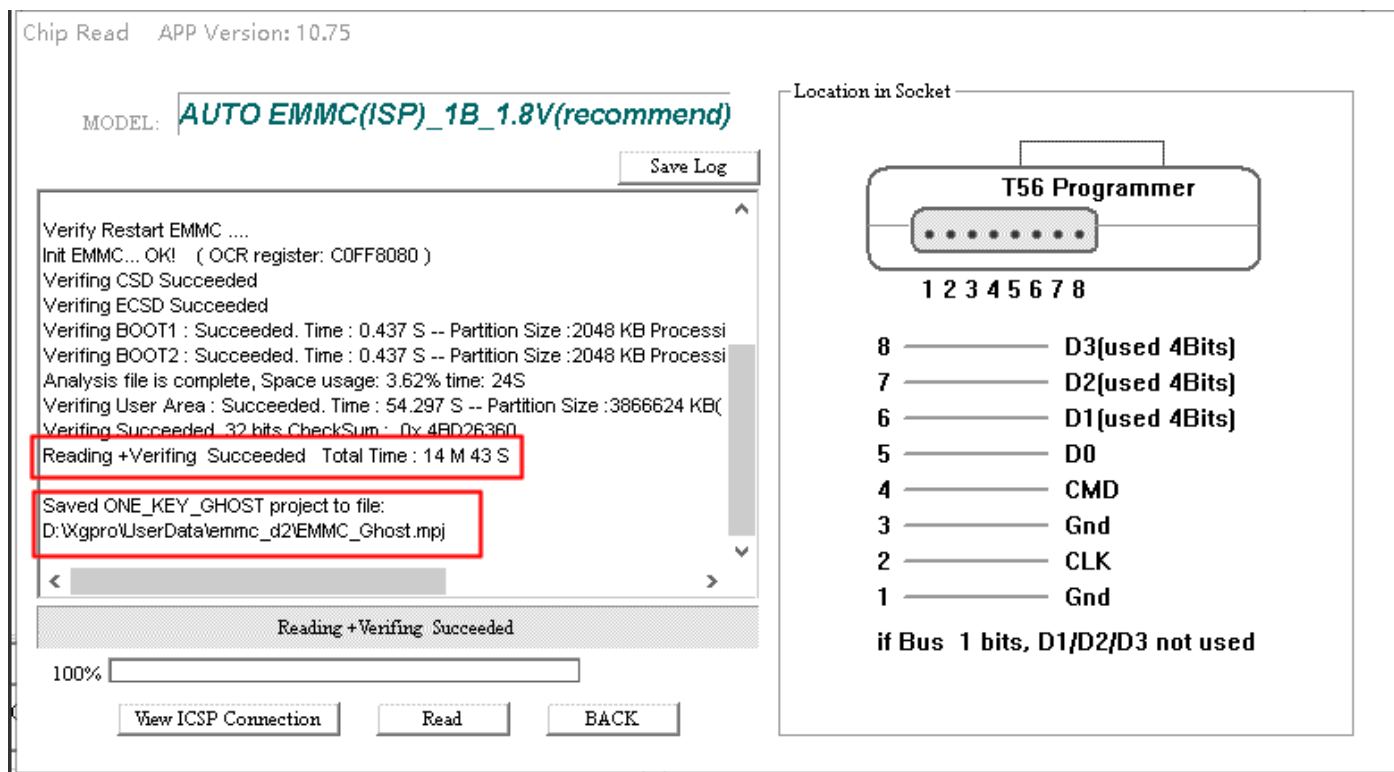 Chip Read APP Version: 10.75
MODEL: AUTO EMMC(ISP)_1B_1.8V(recommend)
Save Log
Verify Restart EMMC ....
Init EMMC... OK! ( OCR register: C0FF8080 )
Verifing CSD Succeeded
Verifing ECSD Succeeded
Verifing BOOT1 : Succeeded. Time : 0.437 S -- Partition Size :2048 KB Processi
Verifing BOOT2 : Succeeded. Time : 0.437 S -- Partition Size :2048 KB Processi
Analysis file is complete, Space usage: 3.62% time: 24S
Verifing User Area : Succeeded. Time : 54.297 S -- Partition Size :3866624 KB(
Verifing Succeeded 32 bits CheckSum : 0x 4BD26360
Reading +Verifing Succeeded Total Time : 14 M 43 S
Saved ONE_KEY_GHOST project to file:
D:\Xgpro\UserData\emmc_d2\EMMC_Ghost.mpj
Reading +Verifing Succeeded
100%
View ICSP Connection
Read
BACK
Location in Socket
T56 Programmer
1 2 3 4 5 6 7 8
8 D3(used 4Bits)
7 D2(used 4Bits)
6 D1(used 4Bits)
5 D0
4 CMD
3 Gnd
2 CLK
1 Gnd
if Bus 1 bits, D1/D2/D3 not used